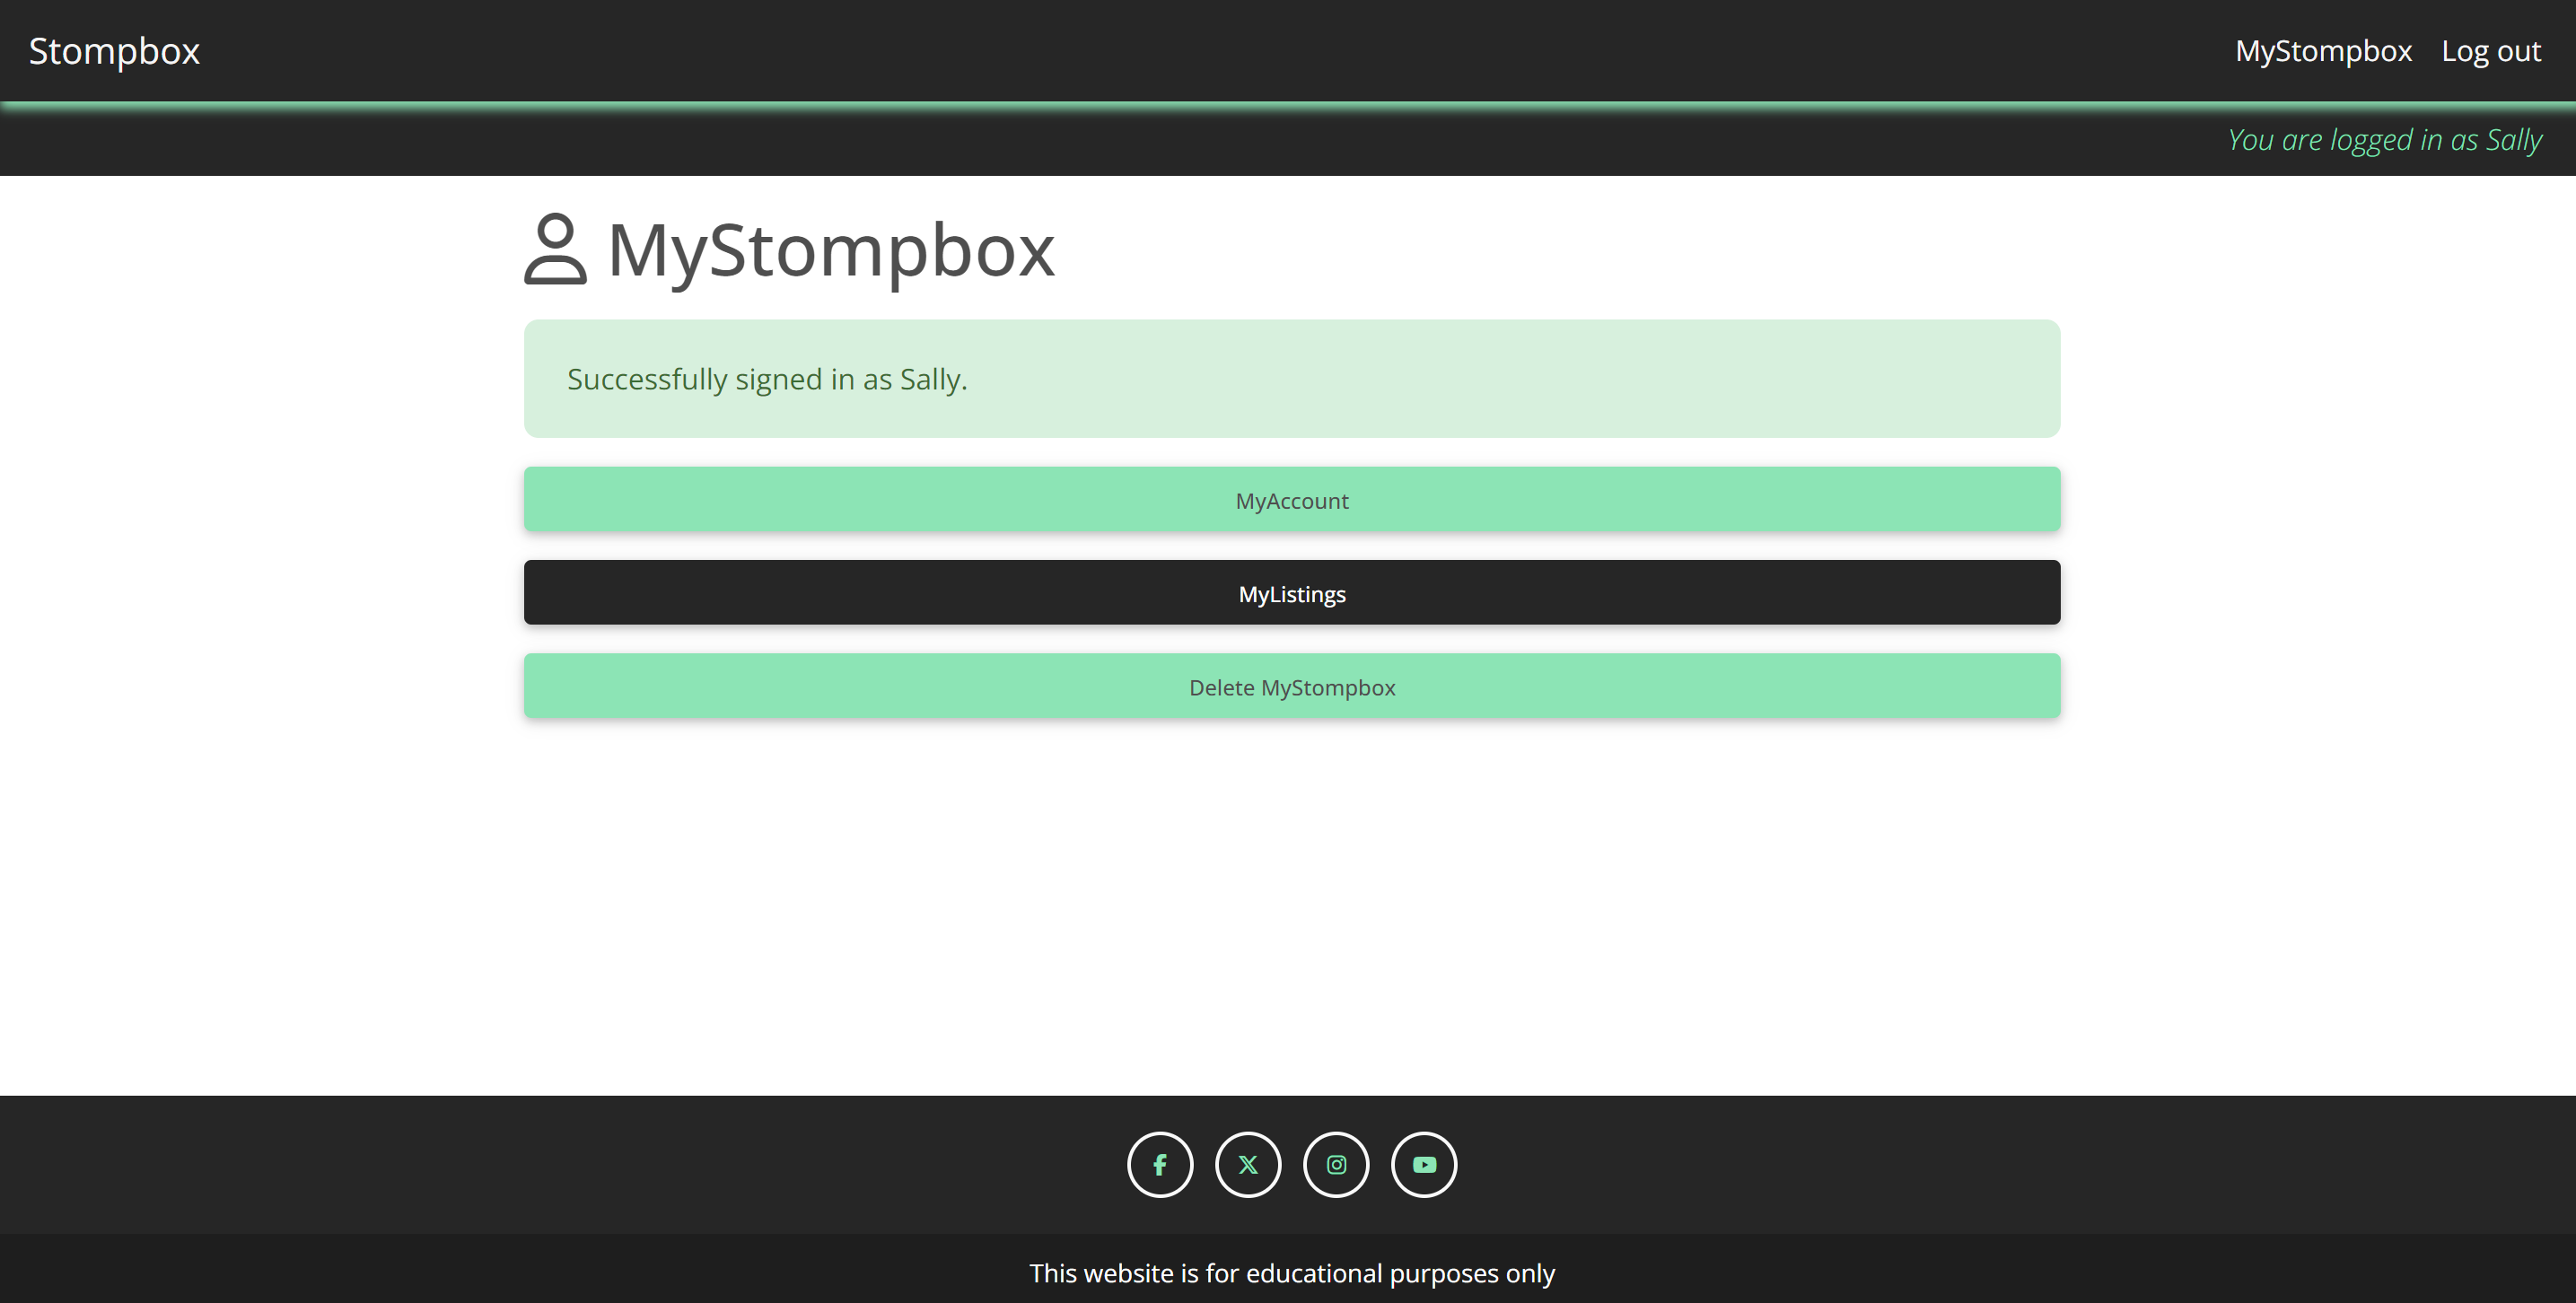 Stompbox
MyStompbox Log out
You are logged in as Sally
MyStompbox
Successfully signed in as Sally.
MyAccount
MyListings
Delete MyStompbox
This website is for educational purposes only